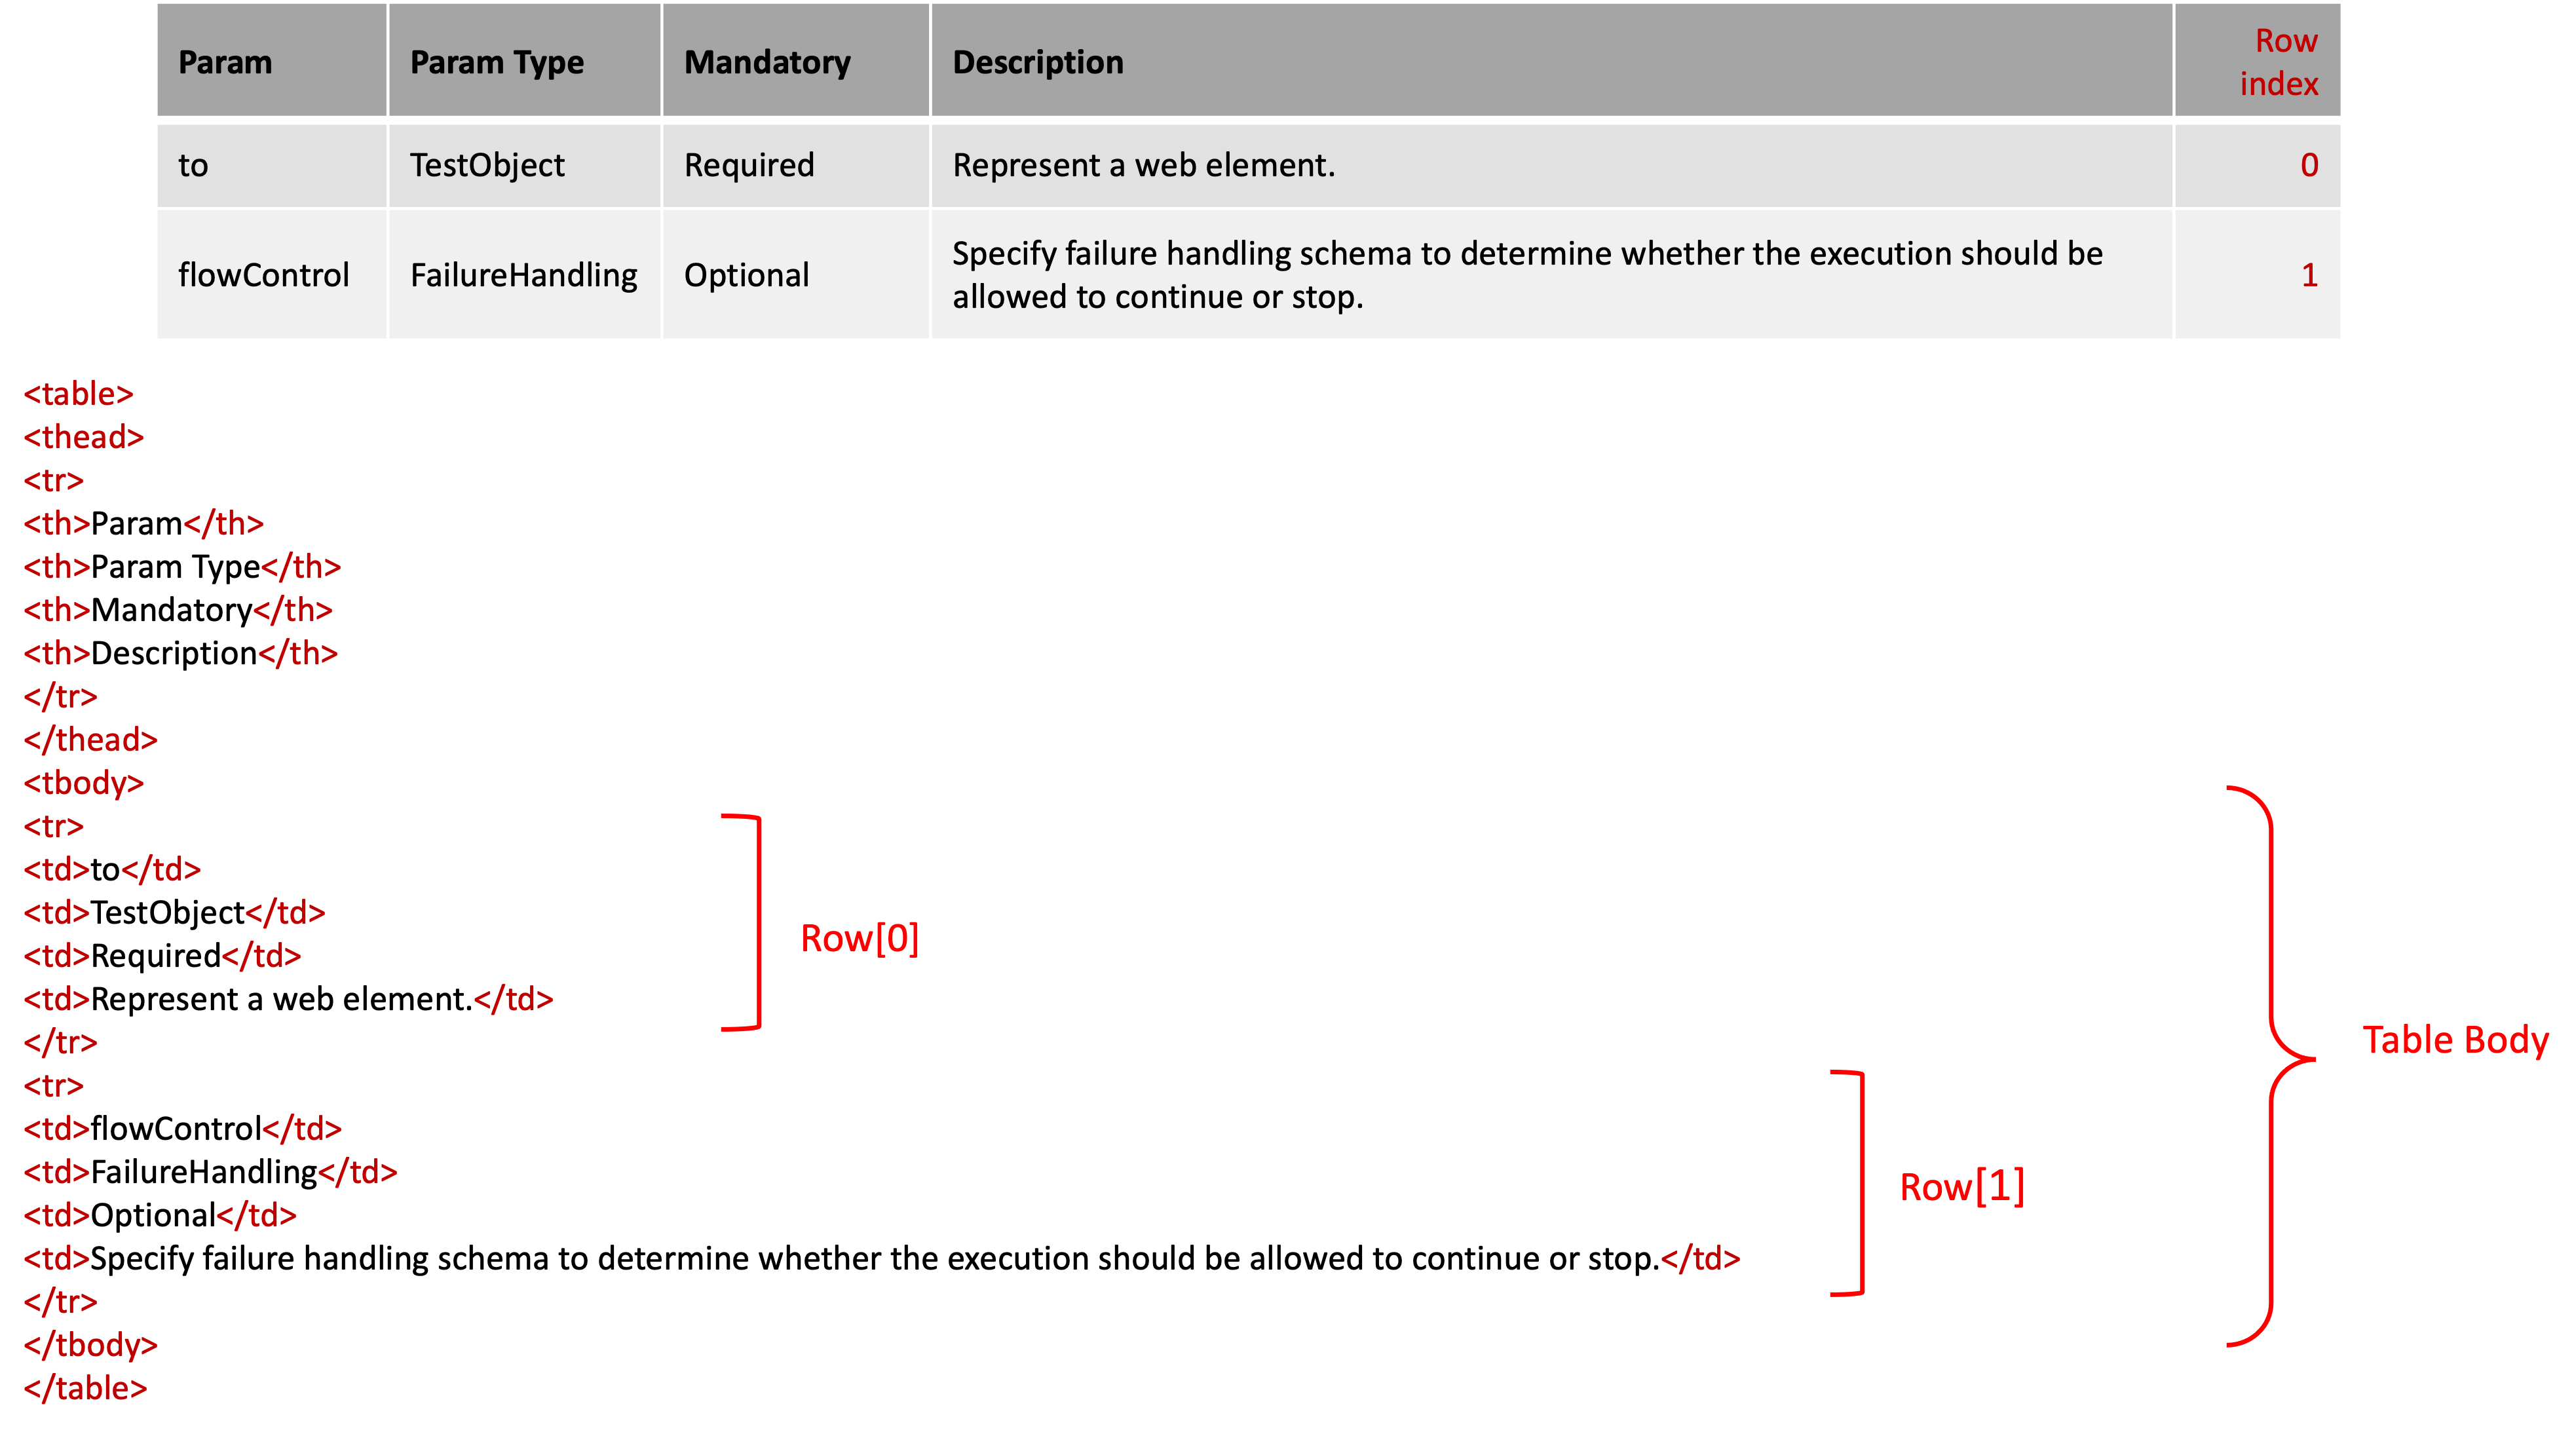 Param Param Type Mandatory Description Row index
to TestObject Required Represent a web element. 0
flowControl FailureHandling Optional Specify failure handling schema to determine whether the execution should be
allowed to continue or stop. 1
<table>
<thead>
<tr>
<th>Param</th>
<th>Param Type</th>
<th>Mandatory</th>
<th>Description</th>
</tr>
</thead>
<tbody>
<tr>
<td>to</td>
<td>TestObject</td>
<td>Required</td>
<td>Represent a web element.</td>
</tr>
Row[0]
<tr>
<td>flowControl</td>
<td>FailureHandling</td>
<td>Optional</td>
<td>Specify failure handling schema to determine whether the execution should be allowed to continue or stop.</td>
</tr>
Row[1]
</tbody>
</table>
Table Body